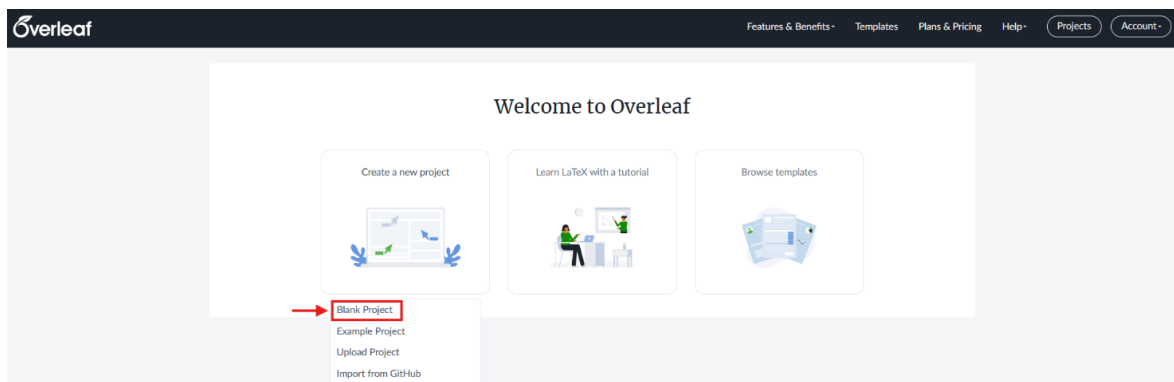 Overleaf
Features & Benefits Templates Plans & Pricing Help Projects Account
Welcome to Overleaf
Create a new project
Learn LaTeX with a tutorial
Browse templates
Blank Project
Example Project
Upload Project
Import from GitHub